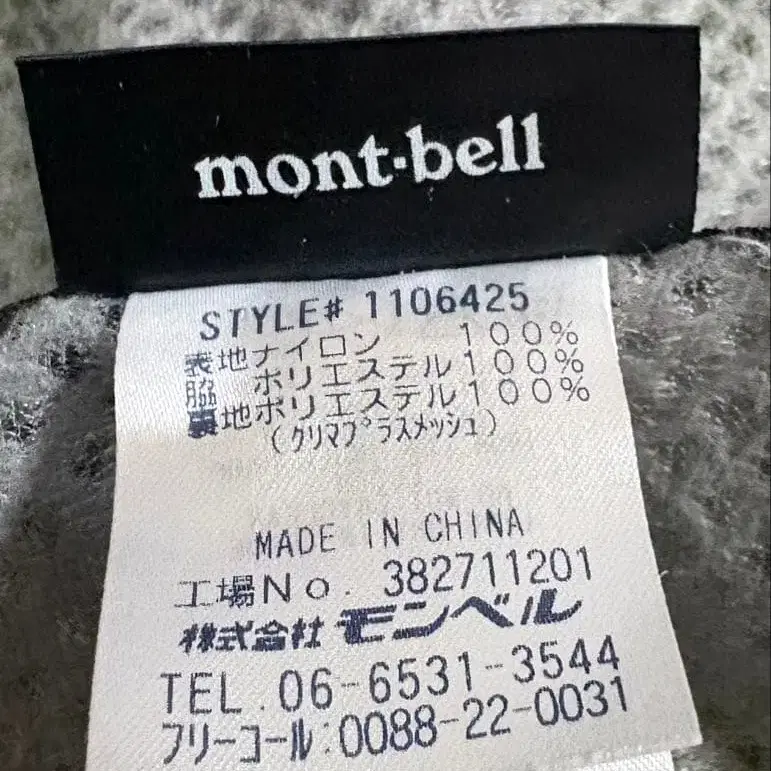 mont·bell
STYLE# 1106425
表地ナイロン 100%
脇 ポリエステル100%
裏地ポリエステル100%
(クリマプラスメッシュ)
MADE IN CHINA
工場No. 382711201
株式会社 モンベル
TEL.06-6531-3544
フリーコール:0088-22-0031